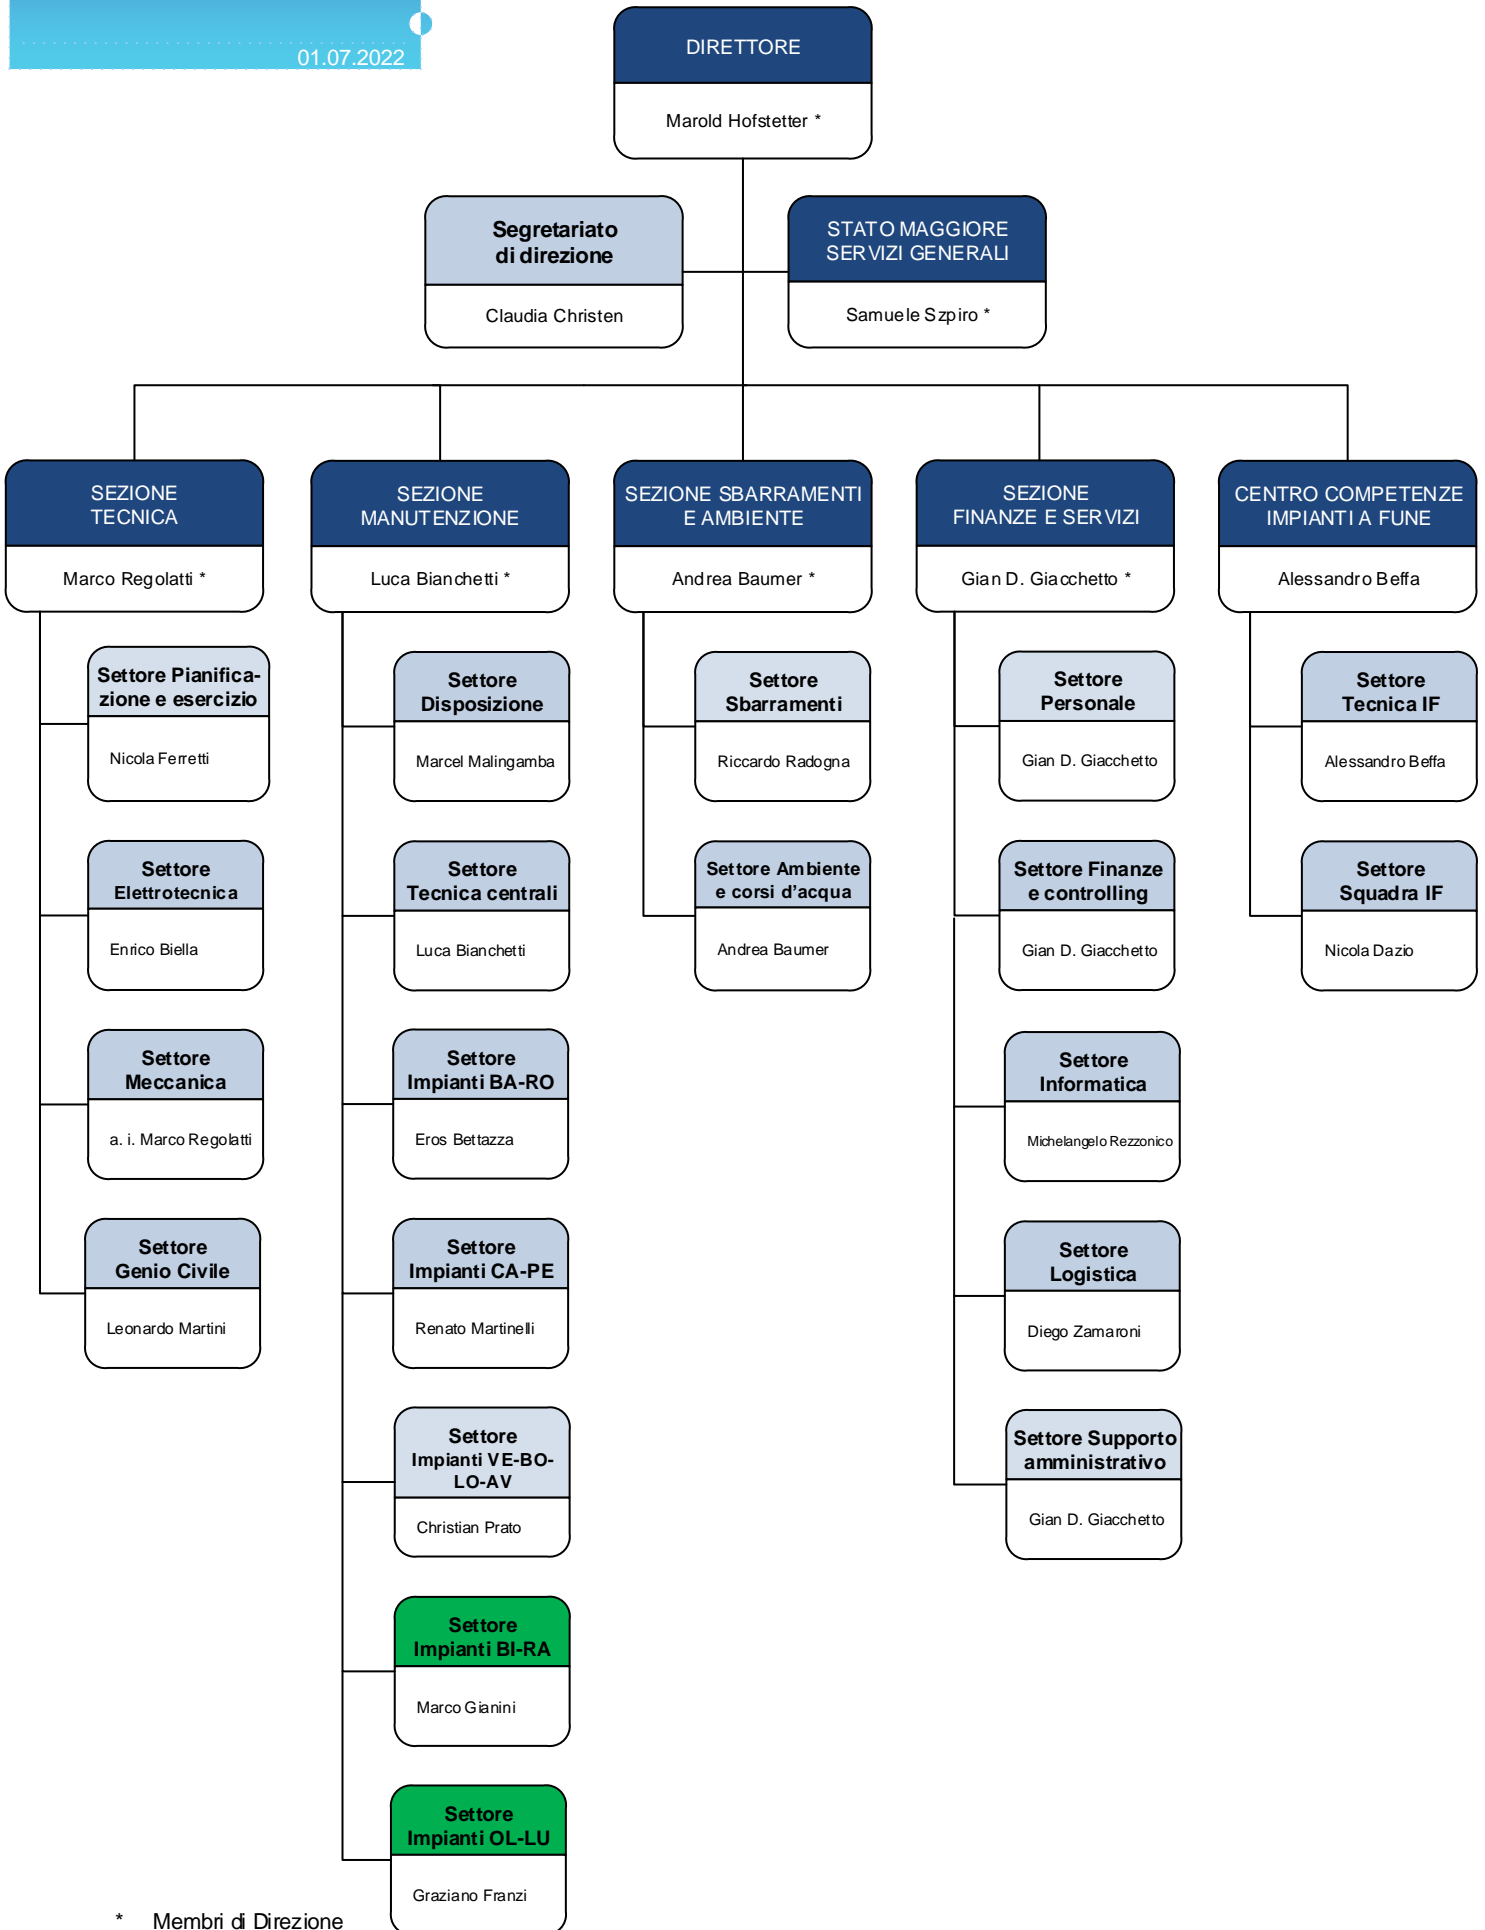 01.07.2022
DIRETTORE
Marold Hofstetter *
Segretariato
di direzione
Claudia Christen
STATO MAGGIORE
SERVIZI GENERALI
Samuele Szpiro *
SEZIONE
TECNICA
Marco Regolatti *
Settore Pianifica-
zione e esercizio
Nicola Ferretti
Settore
Elettrotecnica
Enrico Biella
Settore
Meccanica
a. i. Marco Regolatti
Settore
Genio Civile
Leonardo Martini
SEZIONE
MANUTENZIONE
Luca Bianchetti *
Settore
Disposizione
Marcel Malingamba
Settore
Tecnica centrali
Luca Bianchetti
Settore
Impianti BA-RO
Eros Bettazza
Settore
Impianti CA-PE
Renato Martinelli
Settore
Impianti VE-BO-
LO-AV
Christian Prato
Settore
Impianti BI-RA
Marco Gianini
Settore
Impianti OL-LU
Graziano Franzi
SEZIONE SBARRAMENTI
E AMBIENTE
Andrea Baumer *
Settore
Sbarramenti
Riccardo Radogna
Settore Ambiente
e corsi d'acqua
Andrea Baumer
SEZIONE
FINANZE E SERVIZI
Gian D. Giacchetto *
Settore
Personale
Gian D. Giacchetto
Settore Finanze
e controlling
Gian D. Giacchetto
Settore
Informatica
Michelangelo Rezzonico
Settore
Logistica
Diego Zamaroni
Settore Supporto
amministrativo
Gian D. Giacchetto
CENTRO COMPETENZE
IMPIANTI A FUNE
Alessandro Beffa
Settore
Tecnica IF
Alessandro Beffa
Settore
Squadra IF
Nicola Dazio
* Membri di Direzione